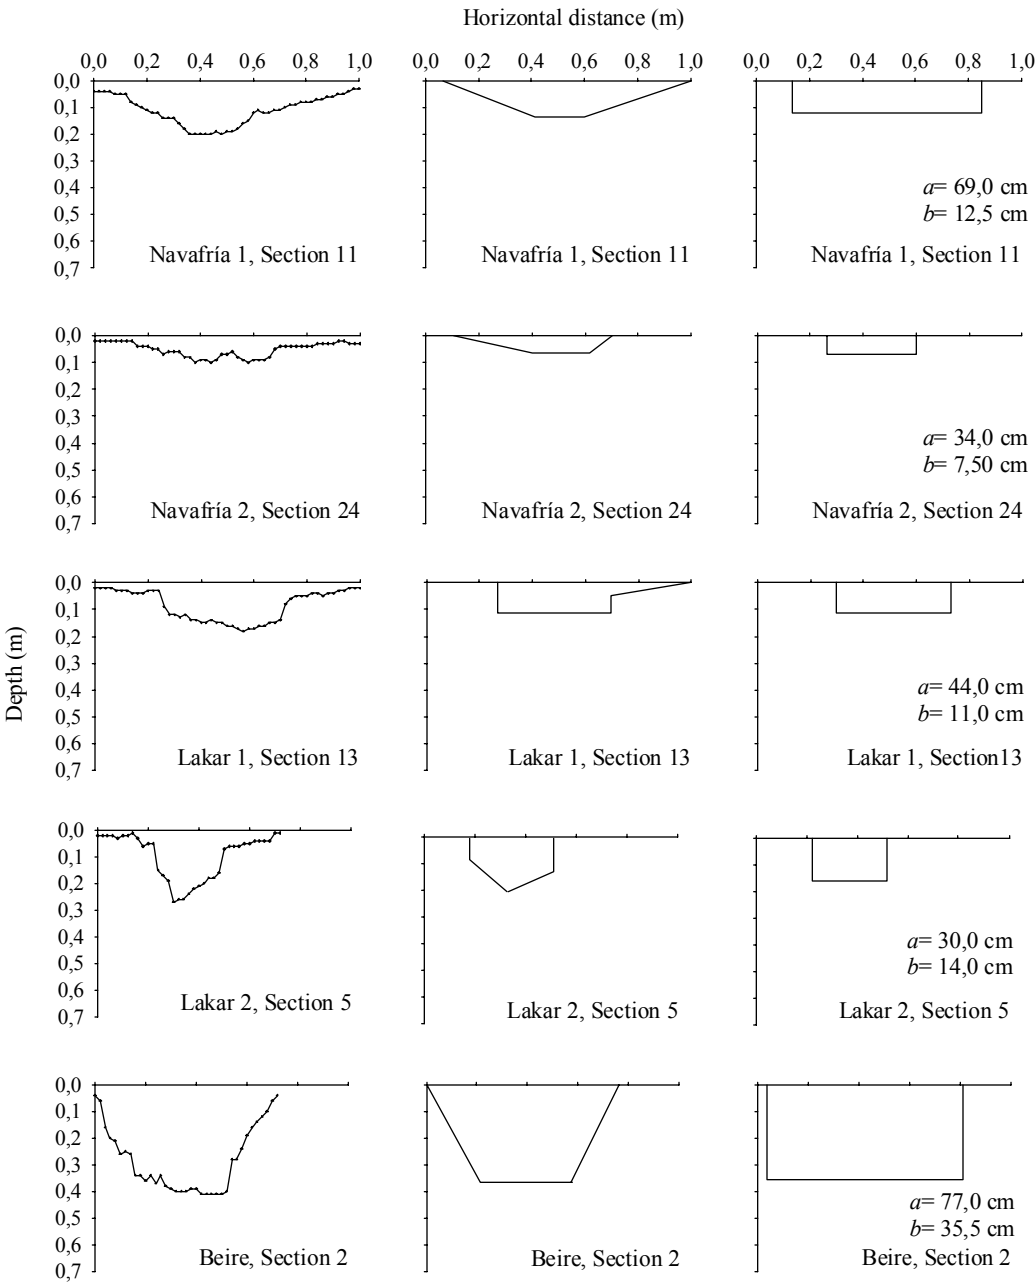 Horizontal distance (m)
0,0 0,2 0,4 0,6 0,8 1,0 0,0 0,2 0,4 0,6 0,8 1,0 0,0 0,2 0,4 0,6 0,8 1,0
0,0
0,1
0,2
0,3
0,4
0,5
0,6
0,7
Navafría 1, Section 11
Navafría 1, Section 11
a= 69,0 cm
b= 12,5 cm
Navafría 1, Section 11
0,0
0,1
0,2
0,3
0,4
0,5
0,6
0,7
Navafría 2, Section 24
Navafría 2, Section 24
a= 34,0 cm
b= 7,50 cm
Navafría 2, Section 24
Depth (m)
0,0
0,1
0,2
0,3
0,4
0,5
0,6
0,7
Lakar 1, Section 13
Lakar 1, Section 13
a= 44,0 cm
b= 11,0 cm
Lakar 1, Section13
0,0
0,1
0,2
0,3
0,4
0,5
0,6
0,7
Lakar 2, Section 5
Lakar 2, Section 5
a= 30,0 cm
b= 14,0 cm
Lakar 2, Section 5
0,0
0,1
0,2
0,3
0,4
0,5
0,6
0,7
Beire, Section 2
Beire, Section 2
a= 77,0 cm
b= 35,5 cm
Beire, Section 2